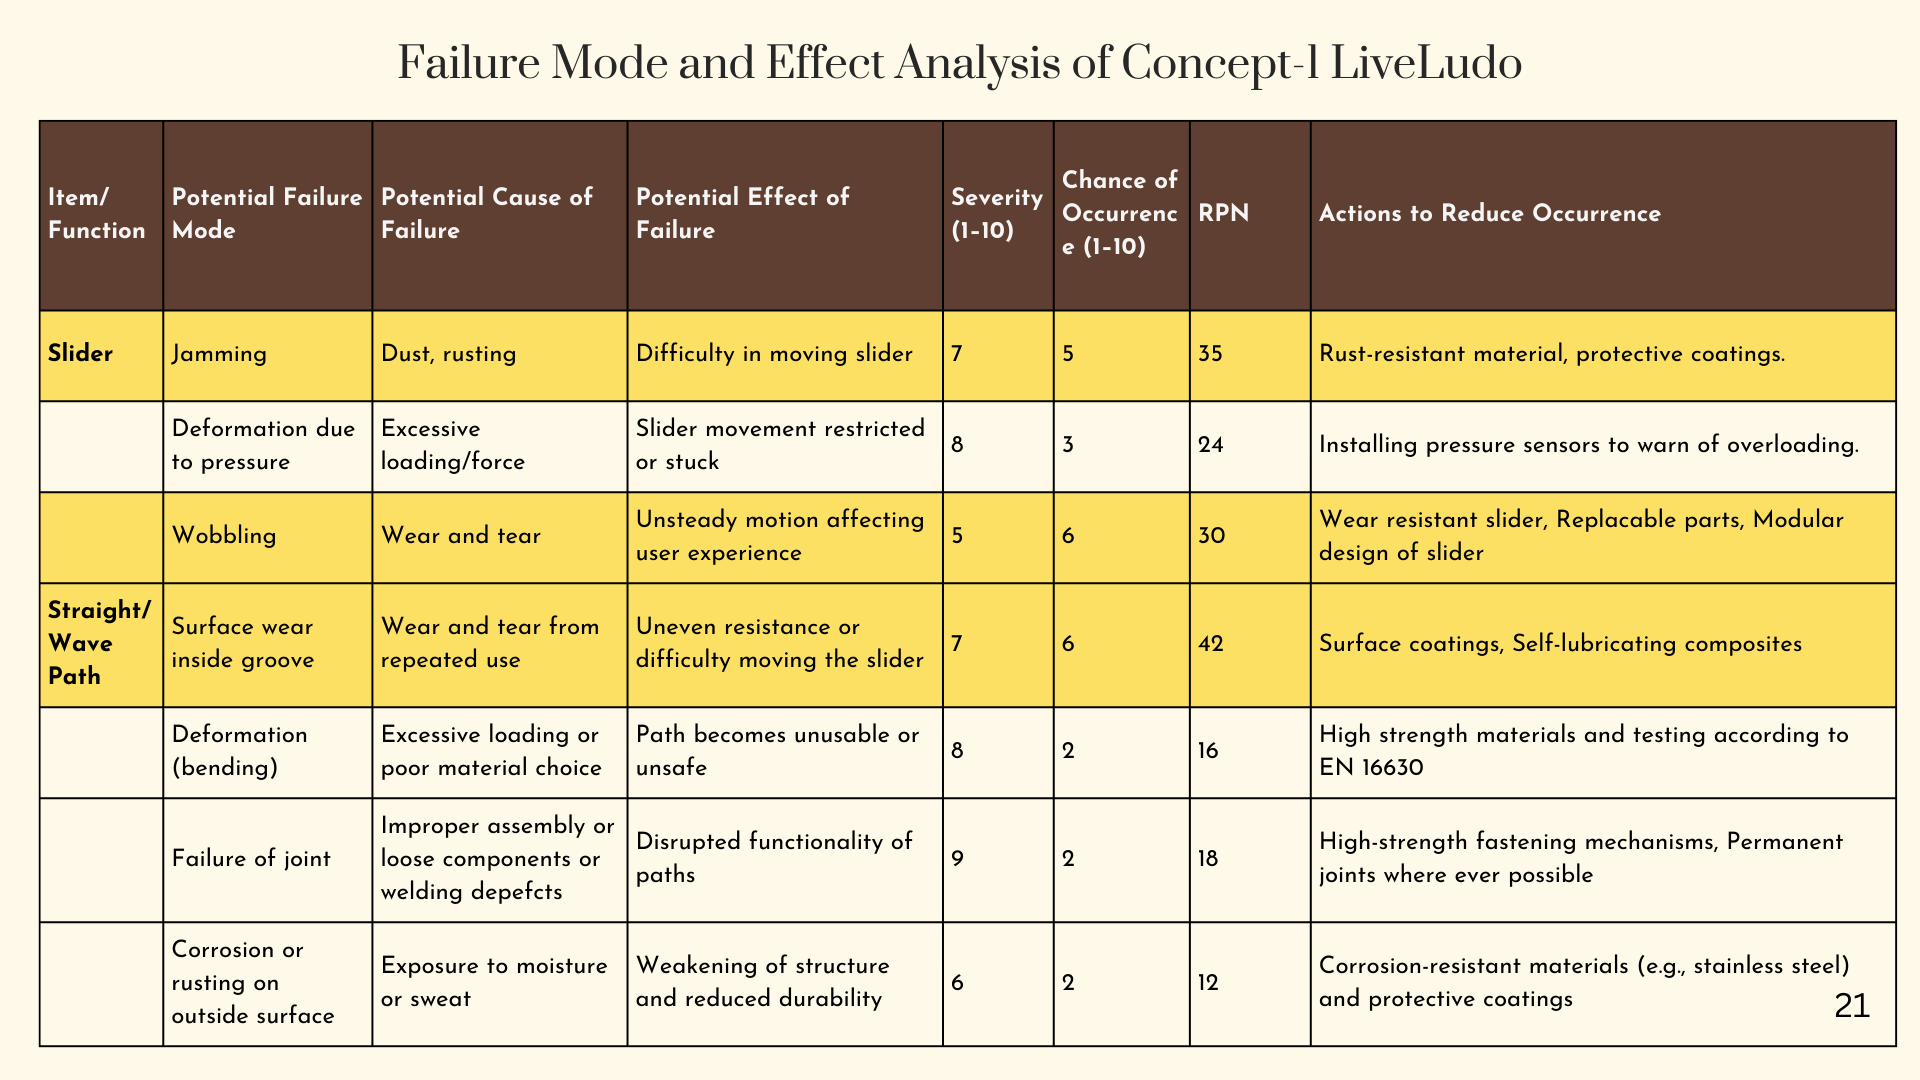 Failure Mode and Effect Analysis of Concept-1 LiveLudo
Item/
Function
Potential Failure
Mode
Potential Cause of
Failure
Potential Effect of
Failure
Severity
(1-10)
Chance of
Occurrenc
e (1-10)
RPN
Actions to Reduce Occurrence
Slider
Jamming
Dust, rusting
Difficulty in moving slider
7
5
35
Rust-resistant material, protective coatings.
Deformation due
to pressure
Excessive
loading/force
Slider movement restricted
or stuck
8
3
24
Installing pressure sensors to warn of overloading.
Wobbling
Wear and tear
Unsteady motion affecting
user experience
5
6
30
Wear resistant slider, Replacable parts, Modular
design of slider
Straight/
Wave
Path
Surface wear
inside groove
Wear and tear from
repeated use
Uneven resistance or
difficulty moving the slider
7
6
42
Surface coatings, Self-lubricating composites
Deformation
(bending)
Excessive loading or
poor material choice
Path becomes unusable or
unsafe
8
2
16
High strength materials and testing according to
EN 16630
Failure of joint
Improper assembly or
loose components or
welding depefcts
Disrupted functionality of
paths
9
2
18
High-strength fastening mechanisms, Permanent
joints where ever possible
Corrosion or
rusting on
outside surface
Exposure to moisture
or sweat
Weakening of structure
and reduced durability
6
2
12
Corrosion-resistant materials (e.g., stainless steel)
and protective coatings
21